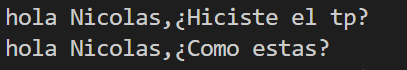 hola Nicolas,¿Hiciste el tp?
hola Nicolas,¿Como estas?